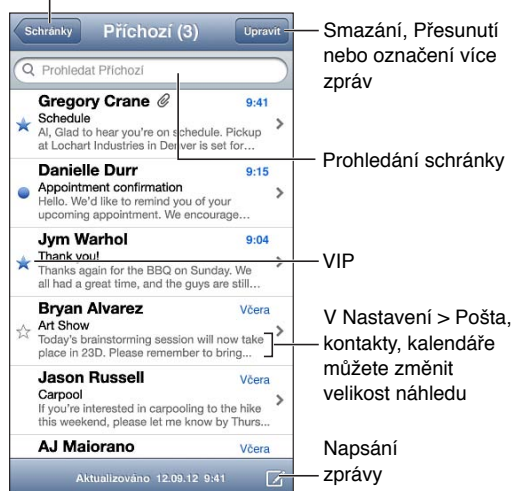 Schránky
Příchozí (3)
Upravit
Prohledat Příchozí
Gregory Crane
9:41
Schedule
Al, Glad to hear you're on schedule. Pickup
at Lochart Industries in Denver is set for...
Danielle Durr
9:15
Appointment confirmation
Hello. We'd like to remind you of your
upcoming appointment. We encourage...
Jym Warhol
9:04
Thank you!
Thanks again for the BBQ on Sunday. We
all had a great time, and the guys are still...
Bryan Alvarez
Včera
Art Show
Today's brainstorming session will now take
place in 23D. Please remember to bring...
Jason Russell
Včera
Carpool
If you're interested in carpooling to the hike
this weekend, please let me know by Thurs...
AJ Maiorano
Včera
Aktualizováno 12.09.12 9:41
Smazání, Přesunutí
nebo označení více
zpráv
Prohledání schránky
VIP
V Nastavení > Pošta,
kontakty, kalendáře
můžete změnit
velikost náhledu
Napsání
zprávy